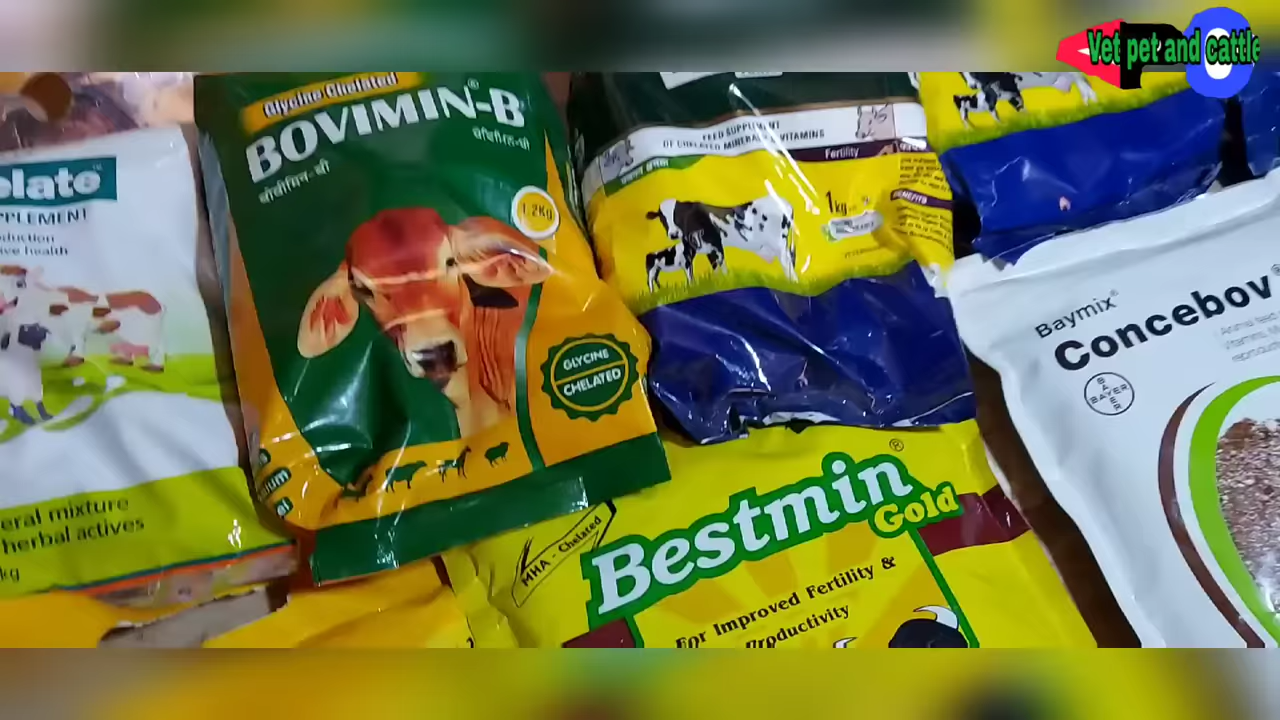 Vet pet and cattle
elate
PPLEMENT
duction
ive health
eral mixture
herbal actives
kg
Glycine Chelated
BOVIMIN-B®
बोवीमिन-बी
बोवीमिन-बी
1.2Kg
GLYCINE
CHELATED
FEED SUPPLEMENT
OF CHELATED MINERALS & VITAMINS
Fertility
1kg
BENEFITS
MHA - Chelated
Bestmin®
Gold
For Improved Fertility &
Productivity
Baymix®
Concebov®
BAYER
BAYER